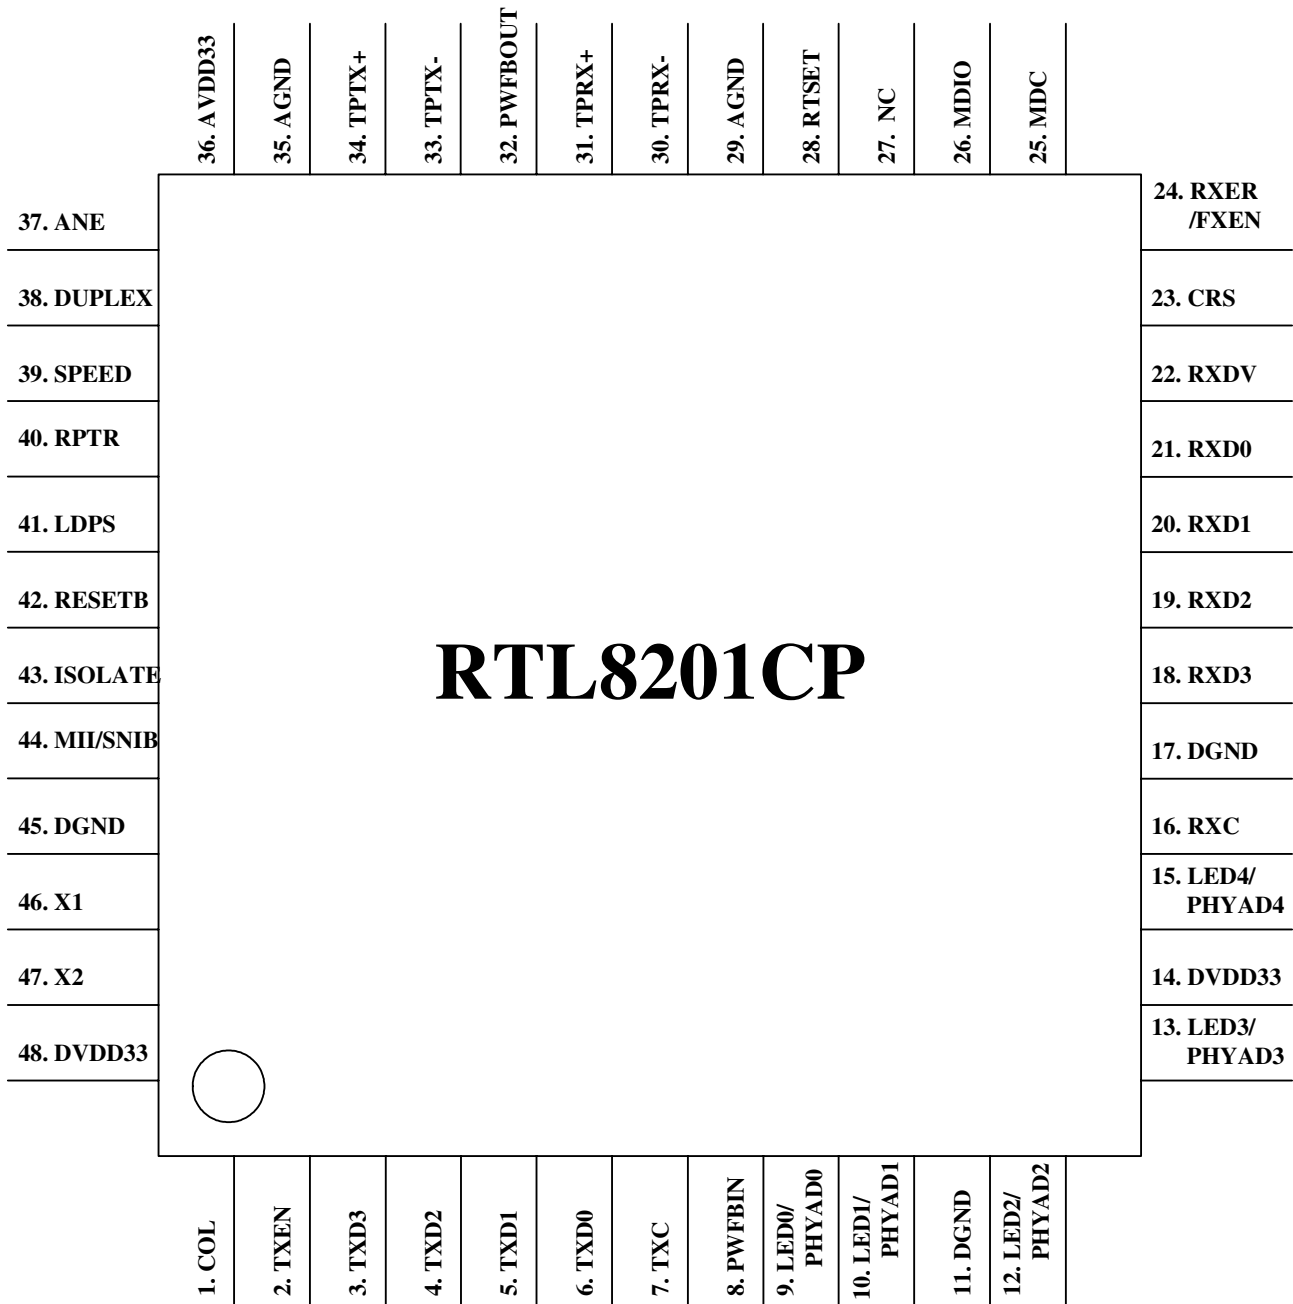 36. AVDD33
35. AGND
34. TPTX+
33. TPTX-
32. PWFBOUT
31. TPRX+
30. TPRX-
29. AGND
28. RTSET
27. NC
26. MDIO
25. MDC
37. ANE
38. DUPLEX
39. SPEED
40. RPTR
41. LDPS
42. RESETB
43. ISOLATE
44. MII/SNIB
45. DGND
46. X1
47. X2
48. DVDD33
RTL8201CP
24. RXER
/FXEN
23. CRS
22. RXDV
21. RXD0
20. RXD1
19. RXD2
18. RXD3
17. DGND
16. RXC
15. LED4/
PHYAD4
14. DVDD33
13. LED3/
PHYAD3
1. COL
2. TXEN
3. TXD3
4. TXD2
5. TXD1
6. TXD0
7. TXC
8. PWFBIN
9. LED0/
PHYAD0
10. LED1/
PHYAD1
11. DGND
12. LED2/
PHYAD2